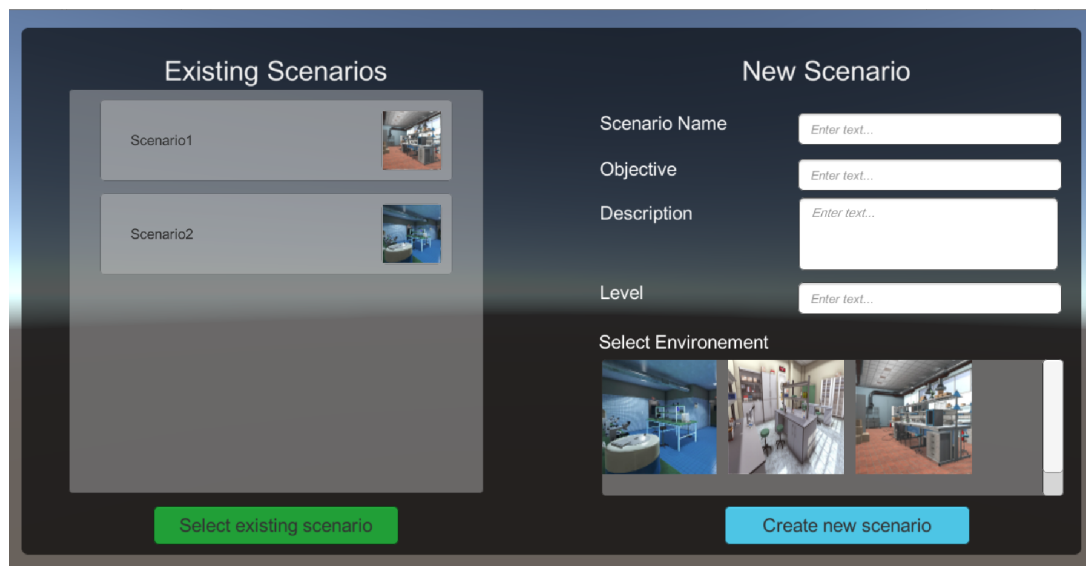 Existing Scenarios
Scenario1
Scenario2
Select existing scenario
New Scenario
Scenario Name
Enter text...
Objective
Enter text...
Description
Enter text...
Level
Enter text...
Select Environement
Create new scenario